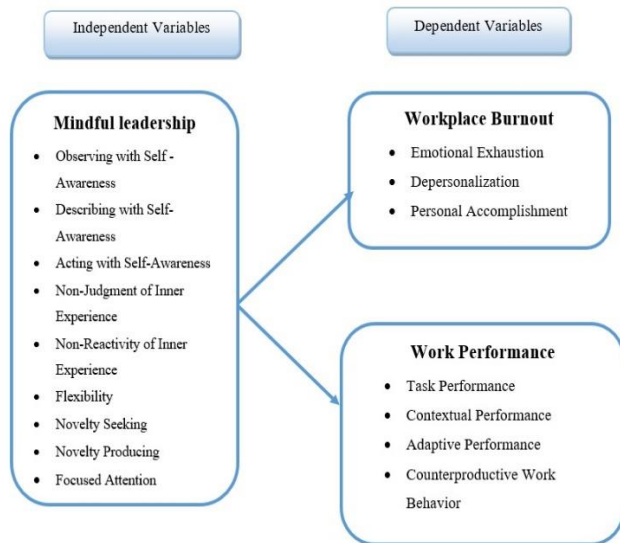 Independent Variables
Dependent Variables
Mindful leadership
• Observing with Self -
Awareness
• Describing with Self-
Awareness
• Acting with Self-Awareness
• Non-Judgment of Inner
Experience
• Non-Reactivity of Inner
Experience
• Flexibility
• Novelty Seeking
• Novelty Producing
• Focused Attention
Workplace Burnout
• Emotional Exhaustion
• Depersonalization
• Personal Accomplishment
Work Performance
• Task Performance
• Contextual Performance
• Adaptive Performance
• Counterproductive Work
Behavior